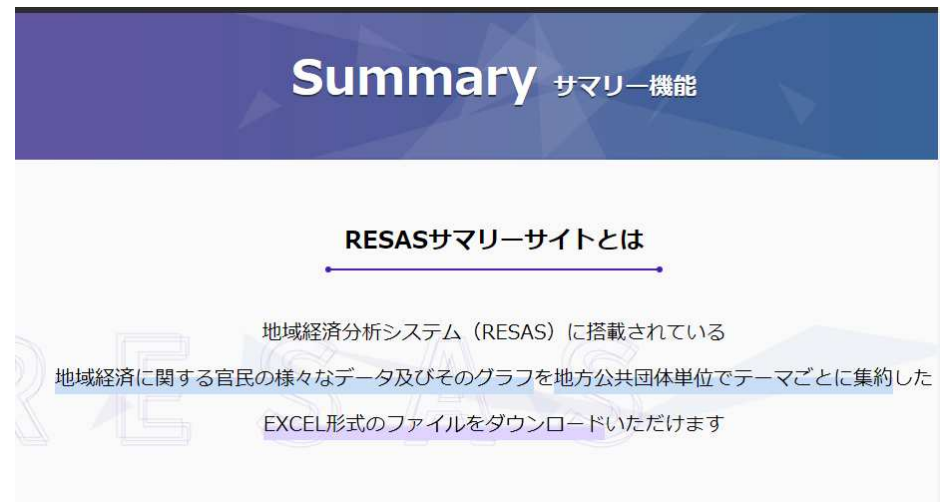 Summary サマリー機能
RESASサマリーサイトとは
地域経済分析システム（RESAS）に搭載されている
地域経済に関する官民の様々なデータ及びそのグラフを地方公共団体単位でテーマごとに集約した
EXCEL形式のファイルをダウンロードいただけます
RESAS